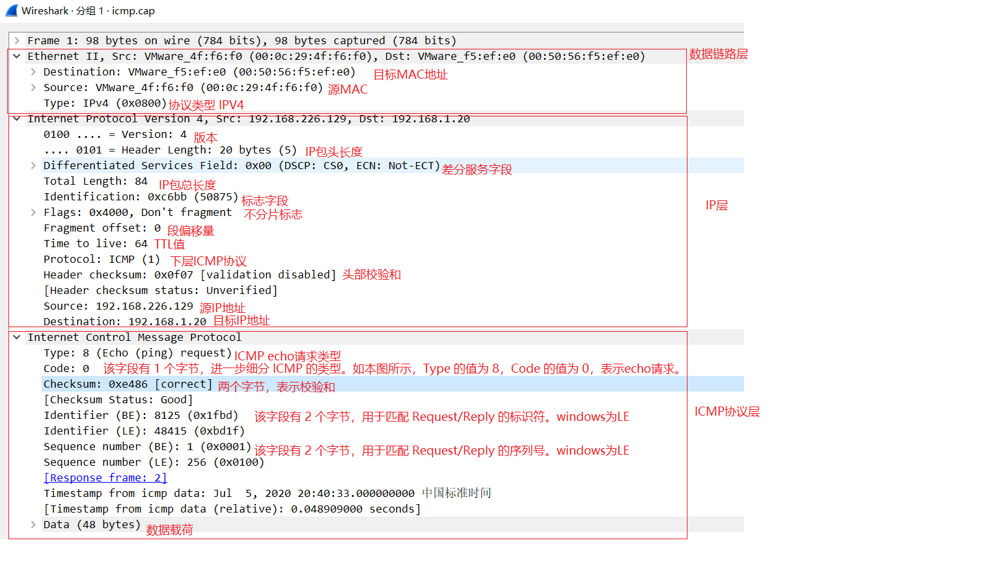 Wireshark · 分组 1 · icmp.cap
Frame 1: 98 bytes on wire (784 bits), 98 bytes captured (784 bits)
Ethernet II, Src: VMware_4f:f6:f0 (00:0c:29:4f:f6:f0), Dst: VMware_f5:ef:e0 (00:50:56:f5:ef:e0) 数据链路层
Destination: VMware_f5:ef:e0 (00:50:56:f5:ef:e0) 目标MAC地址
Source: VMware_4f:f6:f0 (00:0c:29:4f:f6:f0) 源MAC
Type: IPv4 (0x0800) 协议类型 IPV4
Internet Protocol Version 4, Src: 192.168.226.129, Dst: 192.168.1.20
0100 .... = Version: 4 版本
.... 0101 = Header Length: 20 bytes (5) IP包头长度
Differentiated Services Field: 0x00 (DSCP: CS0, ECN: Not-ECT) 差分服务字段
Total Length: 84 IP包总长度
Identification: 0xc6bb (50875) 标志字段
IP层
Flags: 0x4000, Don't fragment 不分片标志
Fragment offset: 0 段偏移量
Time to live: 64 TTL值
Protocol: ICMP (1) 下层ICMP协议
Header checksum: 0x0f07 [validation disabled] 头部校验和
[Header checksum status: Unverified]
Source: 192.168.226.129 源IP地址
Destination: 192.168.1.20 目标IP地址
Internet Control Message Protocol
Type: 8 (Echo (ping) request) ICMP echo请求类型
Code: 0 该字段有 1 个字节，进一步细分 ICMP 的类型。如本图所示，Type 的值为 8，Code 的值为 0，表示echo请求。
Checksum: 0xe486 [correct] 两个字节，表示校验和
[Checksum Status: Good]
Identifier (BE): 8125 (0x1fbd) 该字段有 2 个字节，用于匹配 Request/Reply 的标识符。windows为LE
ICMP协议层
Identifier (LE): 48415 (0xbd1f)
Sequence number (BE): 1 (0x0001) 该字段有 2 个字节，用于匹配 Request/Reply 的序列号。windows为LE
Sequence number (LE): 256 (0x0100)
[Response frame: 2]
Timestamp from icmp data: Jul  5, 2020 20:40:33.000000000 中国标准时间
[Timestamp from icmp data (relative): 0.048909000 seconds]
Data (48 bytes) 数据载荷